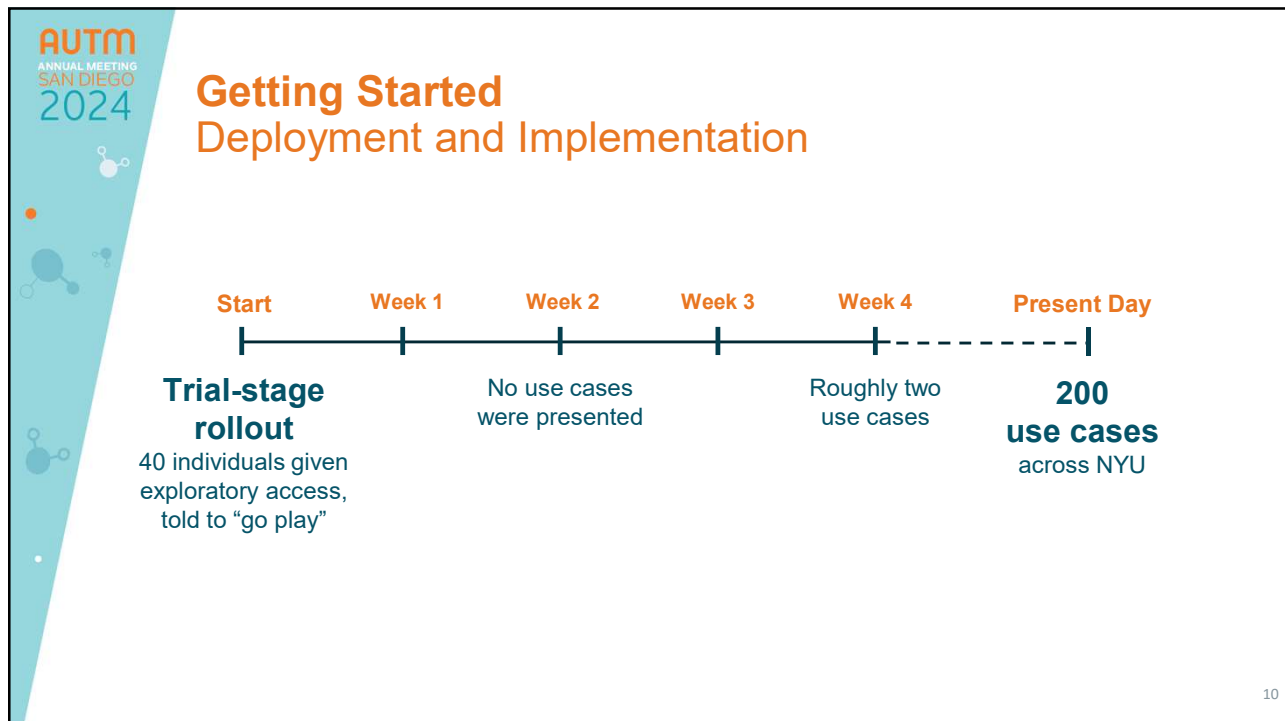 AUTM
ANNUAL MEETING
SAN DIEGO
2024
Getting Started
Deployment and Implementation
Start
Week 1
Week 2
Week 3
Week 4
Present Day
Trial-stage
rollout
40 individuals given
exploratory access,
told to “go play”
No use cases
were presented
Roughly two
use cases
200
use cases
across NYU
10